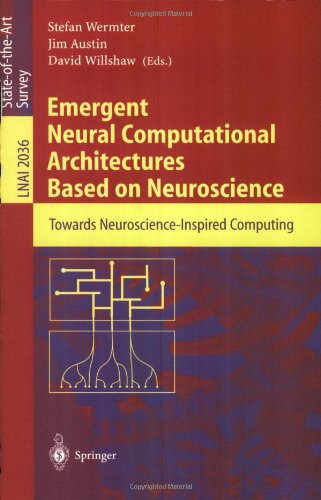 State-of-the-Art
Survey
LNAI 2036
Stefan Wermter
Jim Austin
David Willshaw (Eds.)
Emergent
Neural Computational
Architectures
Based on Neuroscience
Towards Neuroscience-Inspired Computing
Springer